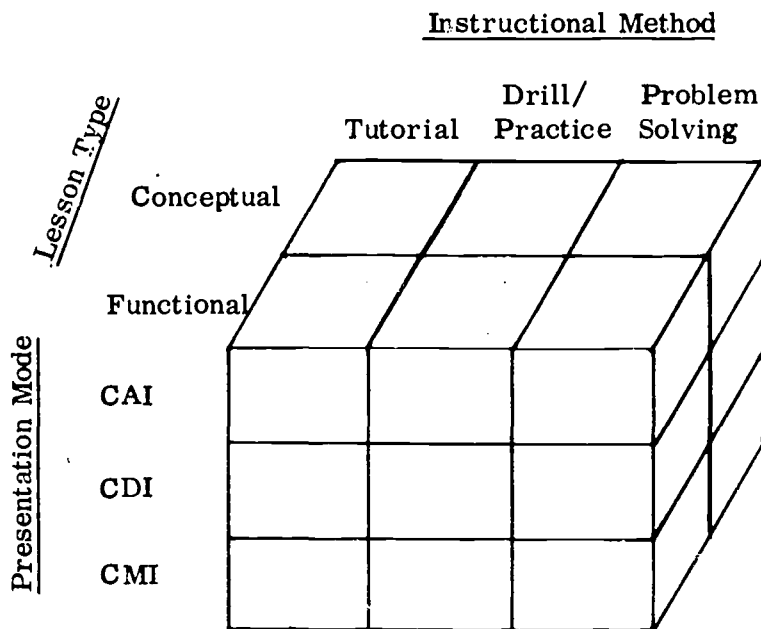 Instructional Method
Lesson Type
Tutorial
Drill/
Practice
Problem
Solving
Conceptual
Functional
Presentation Mode
CAI
CDI
CMI